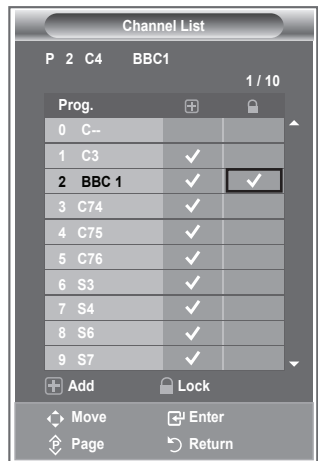 Channel List
P 2 C4 BBC1
1 / 10
Prog.
0 C--
1 C3
2 BBC 1
3 C74
4 C75
5 C76
6 S3
7 S4
8 S6
9 S7
Add Lock
Move Enter
Page Return